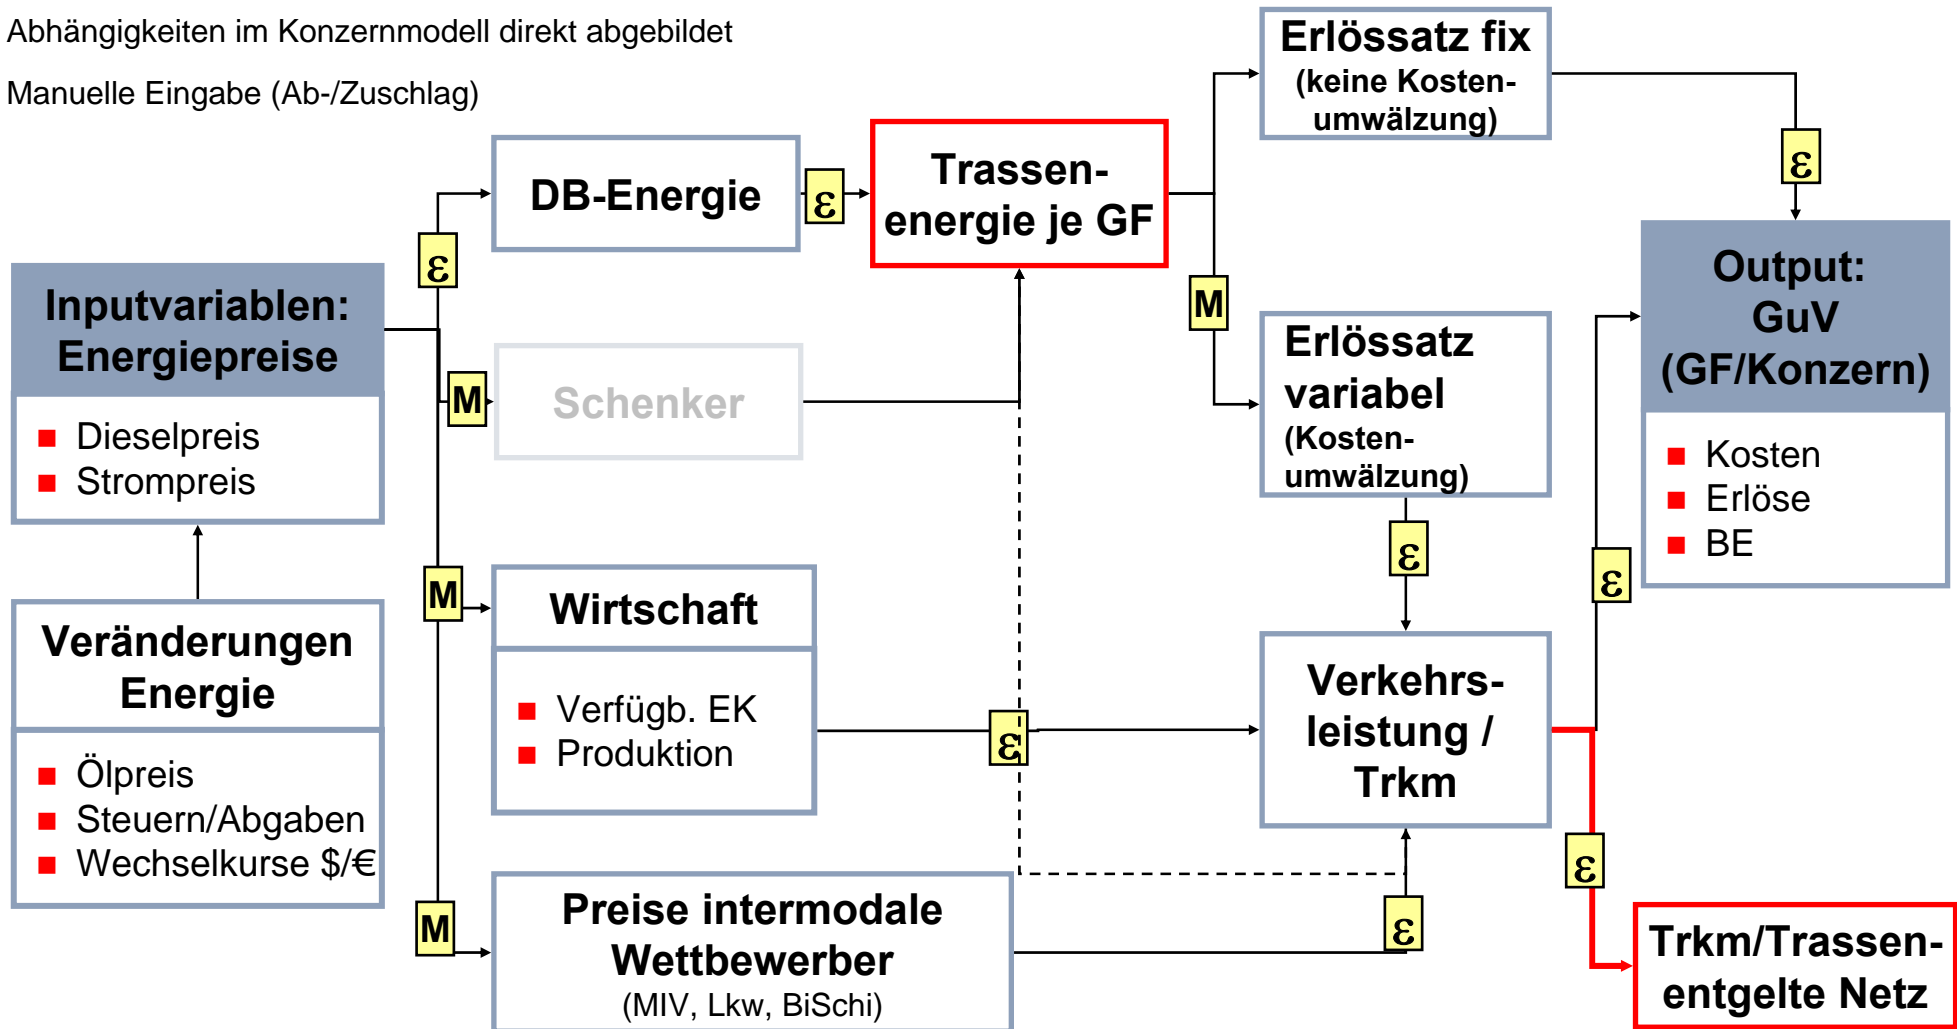 Abhängigkeiten im Konzernmodell direkt abgebildet
Manuelle Eingabe (Ab-/Zuschlag)
Inputvariablen:
Energiepreise
Dieselpreis
Strompreis
Veränderungen
Energie
Ölpreis
Steuern/Abgaben
Wechselkurse $/€
ε
M
M
M
DB-Energie
ε
Schenker
Wirtschaft
Verfügb. EK
Produktion
ε
Preise intermodale
Wettbewerber
(MIV, Lkw, BiSchi)
ε
Trassen-
energie je GF
M
Erlössatz fix
(keine Kosten-
umwälzung)
ε
Erlössatz
variabel
(Kosten-
umwälzung)
ε
Verkehrs-
leistung /
Trkm
ε
ε
Output:
GuV
(GF/Konzern)
Kosten
Erlöse
BE
Trkm/Trassen-
entgelte Netz